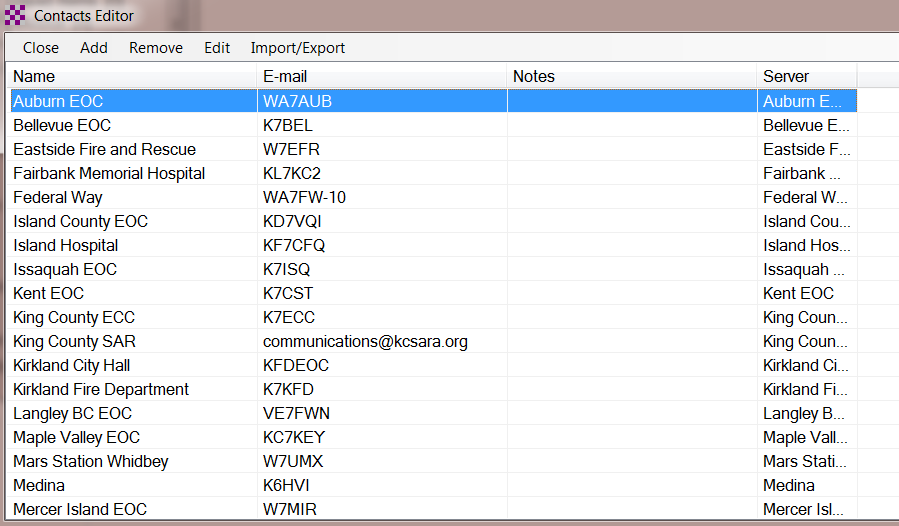 Contacts Editor
Close Add Remove Edit Import/Export
Name E-mail Notes Server
Auburn EOC WA7AUB Auburn E...
Bellevue EOC K7BEL Bellevue E...
Eastside Fire and Rescue W7EFR Eastside F...
Fairbank Memorial Hospital KL7KC2 Fairbank ...
Federal Way WA7FW-10 Federal W...
Island County EOC KD7VQI Island Cou...
Island Hospital KF7CFQ Island Hos...
Issaquah EOC K7ISQ Issaquah ...
Kent EOC K7CST Kent EOC
King County ECC K7ECC King Coun...
King County SAR communications@kcsara.org King Coun...
Kirkland City Hall KFDEOC Kirkland Ci...
Kirkland Fire Department K7KFD Kirkland Fi...
Langley BC EOC VE7FWN Langley B...
Maple Valley EOC KC7KEY Maple Vall...
Mars Station Whidbey W7UMX Mars Stati...
Medina K6HVI Medina
Mercer Island EOC W7MIR Mercer Isl...